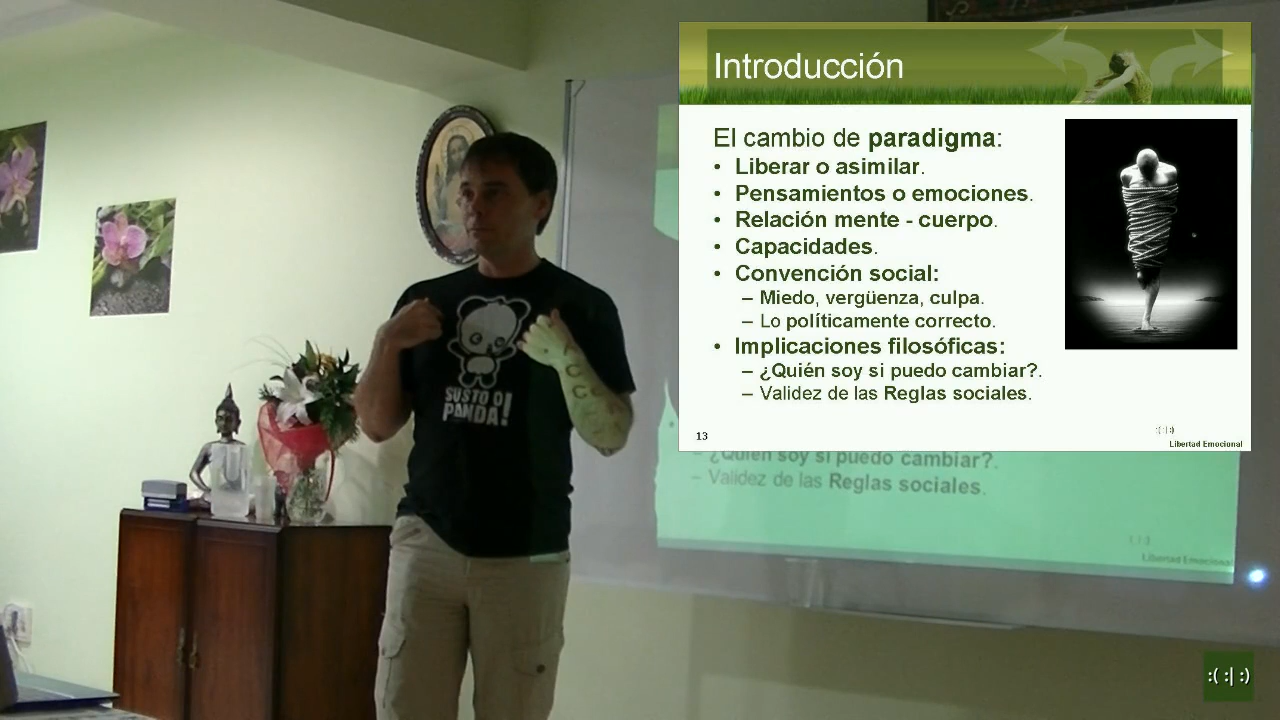 Introducción
El cambio de paradigma:
• Liberar o asimilar.
• Pensamientos o emociones.
• Relación mente - cuerpo.
• Capacidades.
• Convención social:
– Miedo, vergüenza, culpa.
– Lo políticamente correcto.
• Implicaciones filosóficas:
– ¿Quién soy si puedo cambiar?.
– Validez de las Reglas sociales.
13
:(:|:)
Libertad Emocional
– ¿Quién soy si puedo cambiar?.
– Validez de las Reglas sociales.
Libertad Emocional
SUSTO O
PANDA!
:( :| :)